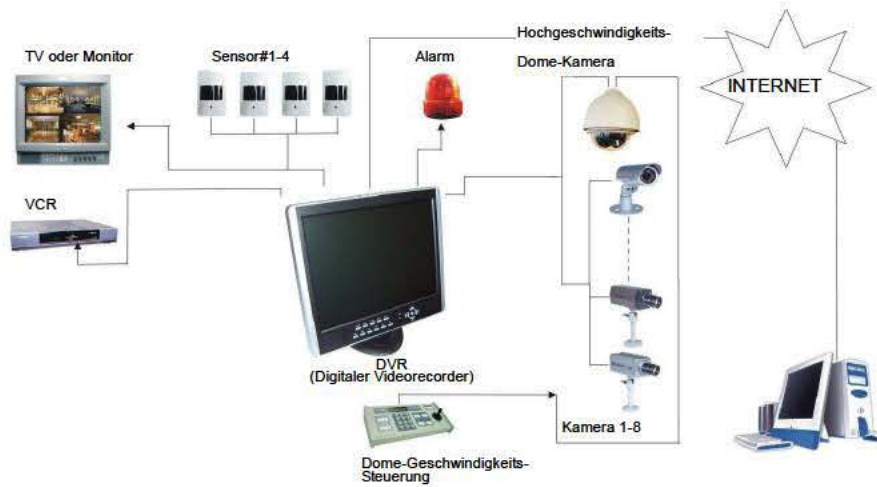 Hochgeschwindigkeits-
TV oder Monitor
Sensor#1-4
Alarm
Dome-Kamera
INTERNET
VCR
DVR
(Digitaler Videorecorder)
Kamera 1-8
Dome-Geschwindigkeits-
Steuerung